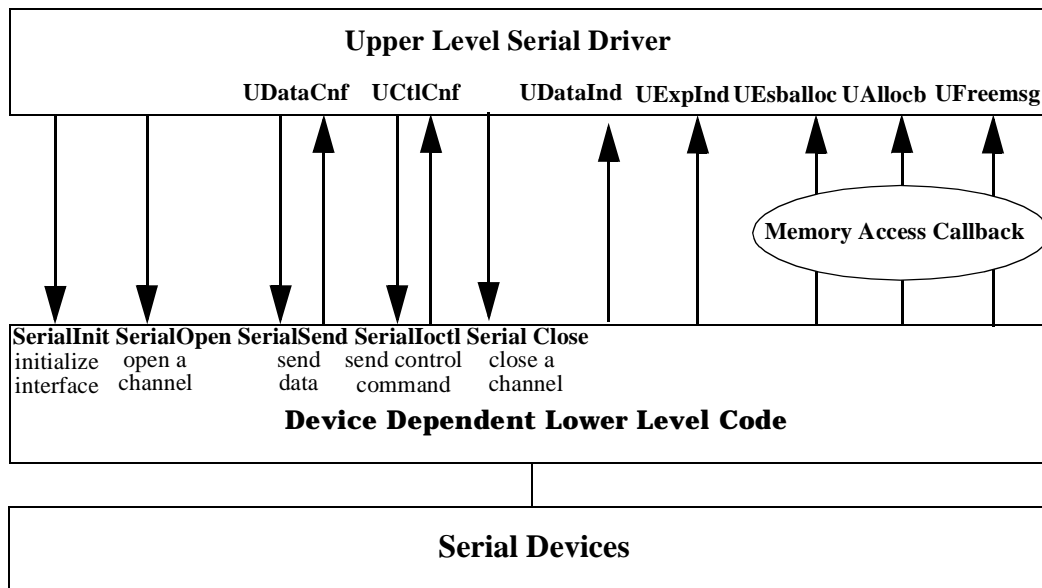 Upper Level Serial Driver
UDataCnf UCtlCnf UDataInd UExpInd UEsballoc UAllocb UFreemsg
Memory Access Callback
SerialInit SerialOpen SerialSend SerialIoctl Serial Close
initialize open a send send control close a
interface channel data command channel
Device Dependent Lower Level Code
Serial Devices